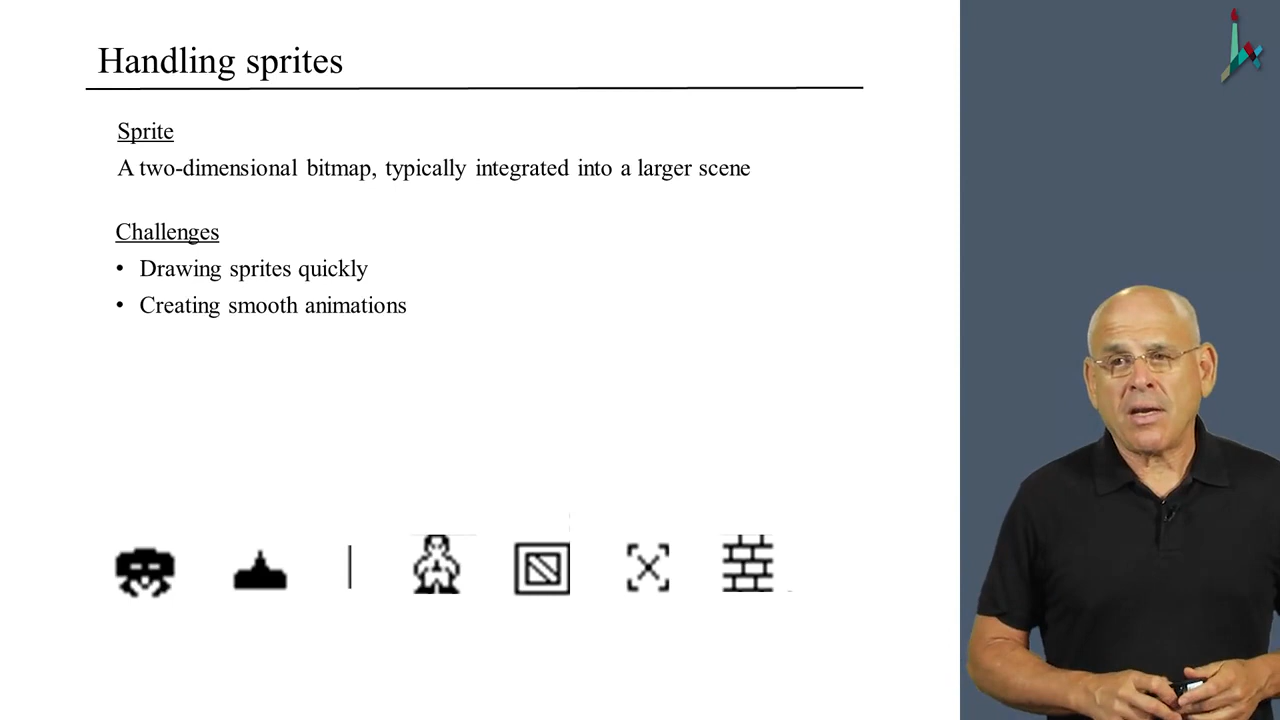 Handling sprites
Sprite
A two-dimensional bitmap, typically integrated into a larger scene
Challenges
• Drawing sprites quickly
• Creating smooth animations